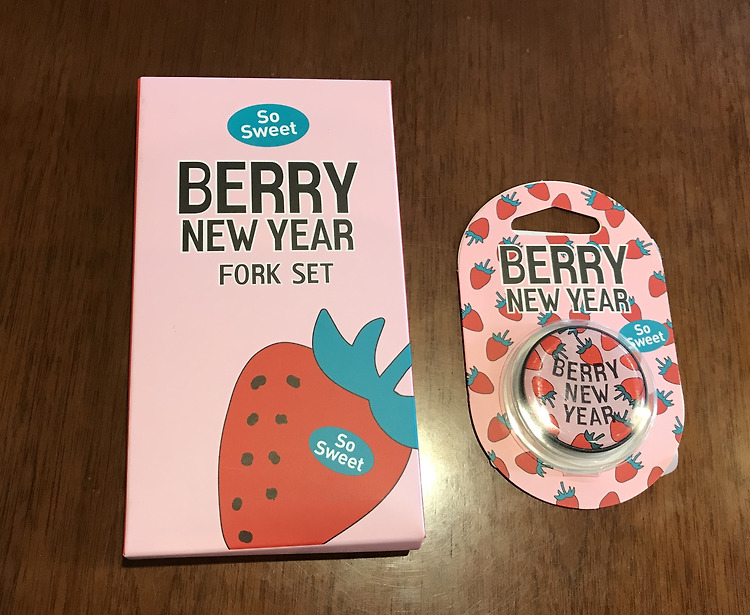 So
Sweet
BERRY
NEW YEAR
FORK SET
So
Sweet
BERRY
NEW YEAR
So
Sweet
BERRY
NEW
YEAR